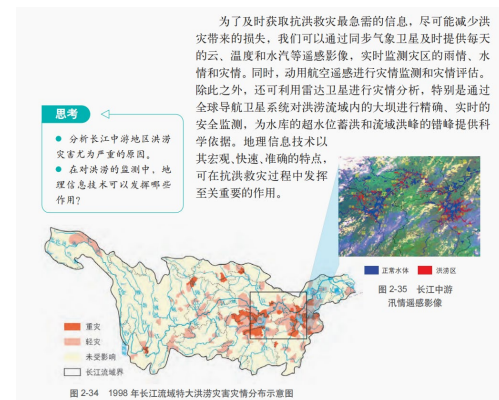 为了及时获取抗洪救灾最急需的信息，尽可能减少洪
灾带来的损失，我们可以通过同步气象卫星及时提供每天
的云、温度和水汽等遥感影像，实时监测灾区的雨情、水
情和灾情。同时，动用航空遥感进行灾情监测和灾情评估。
除此之外，还可利用雷达卫星进行灾情分析，特别是通过
全球导航卫星系统对洪涝流域内的大坝进行精确、实时的
安全监测，为水库的超水位蓄洪和流域洪峰的错峰提供科
学依据。地理信息技术以
其宏观、快速、准确的特点，
可在抗洪救灾过程中发挥
至关重要的作用。
思考
● 分析长江中游地区洪涝
灾害尤为严重的原因。
● 在对洪涝的监测中，地
理信息技术可以发挥哪些
作用？
正常水体 洪涝区
图 2-35 长江中游
汛情遥感影像
重灾
轻灾
未受影响
长江流域界
图 2-34 1998 年长江流域特大洪涝灾害灾情分布示意图